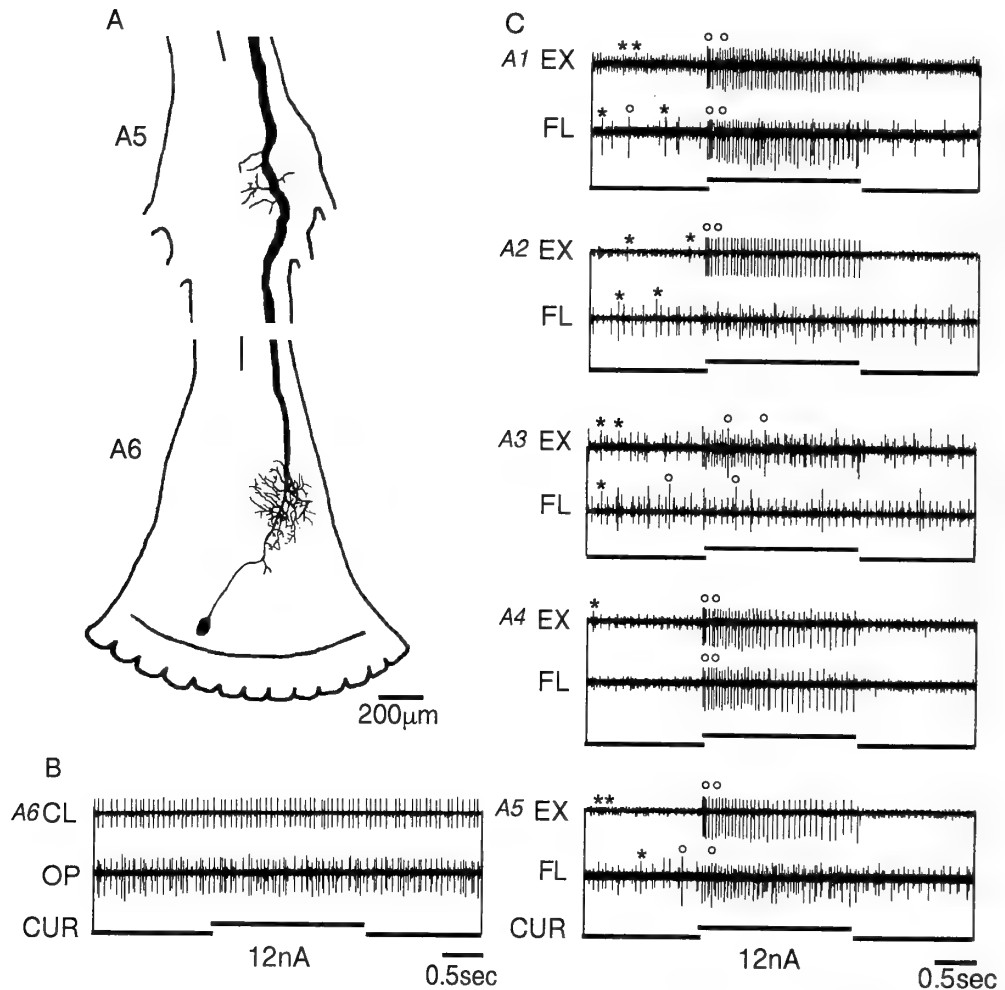 A
A5
A6
200μm
B
A6 CL
OP
CUR
12nA
0.5sec
C
A1 EX
** o o
FL
* o * o o
A2 EX
* * o o
FL
* *
A3 EX
* * o o
FL
* o o
A4 EX
* o o
FL
o o
A5 EX
** o o
FL
* o o
CUR
12nA
0.5sec